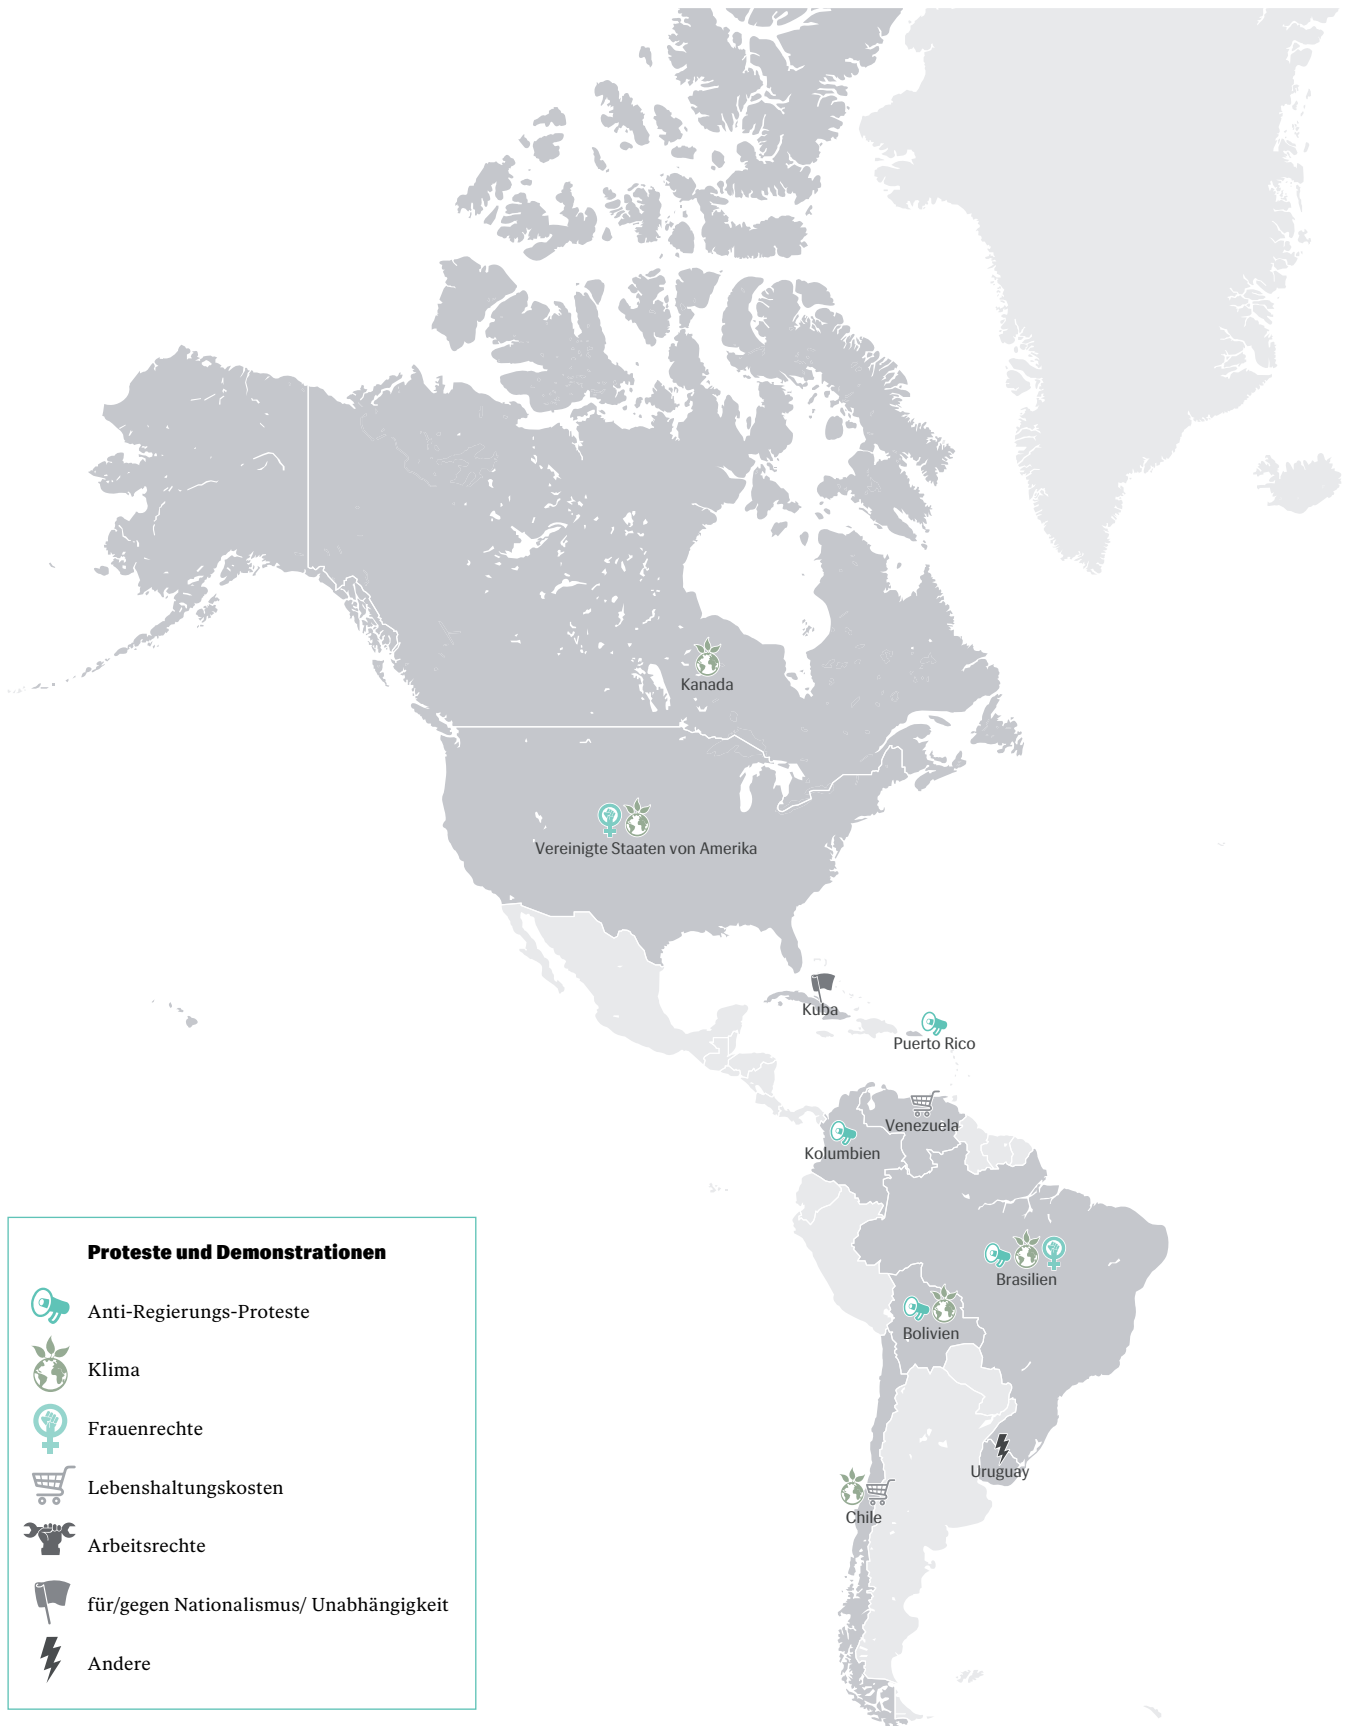 Kanada
Vereinigte Staaten von Amerika
Kuba
Puerto Rico
Venezuela
Kolumbien
Brasilien
Bolivien
Uruguay
Chile
Proteste und Demonstrationen
Anti-Regierungs-Proteste
Klima
Frauenrechte
Lebenshaltungskosten
Arbeitsrechte
für/gegen Nationalismus/ Unabhängigkeit
Andere